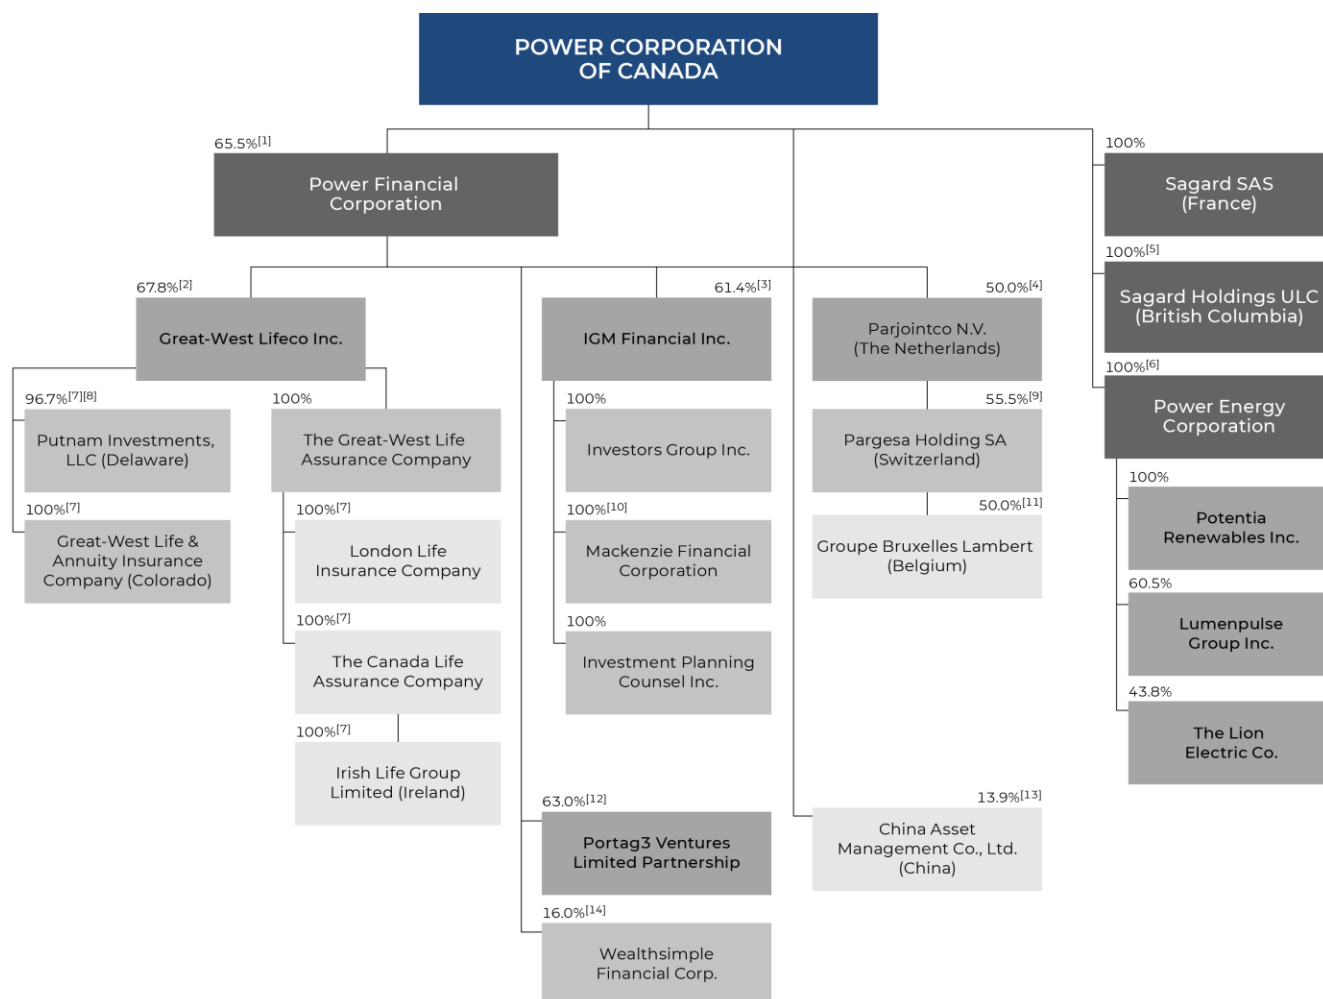 POWER CORPORATION
OF CANADA
65.5%[1]
Power Financial
Corporation
100%
Sagard SAS
(France)
100%[5]
Sagard Holdings ULC
(British Columbia)
100%[6]
Power Energy
Corporation
100%
Potentia
Renewables Inc.
60.5%
Lumenpulse
Group Inc.
43.8%
The Lion
Electric Co.
67.8%[2]
Great-West Lifeco Inc.
96.7%[7][8]
Putnam Investments,
LLC (Delaware)
100%[7]
Great-West Life &
Annuity Insurance
Company (Colorado)
100%
The Great-West Life
Assurance Company
100%[7]
London Life
Insurance Company
100%[7]
The Canada Life
Assurance Company
100%[7]
Irish Life Group
Limited (Ireland)
61.4%[3]
IGM Financial Inc.
100%
Investors Group Inc.
100%[10]
Mackenzie Financial
Corporation
100%
Investment Planning
Counsel Inc.
50.0%[4]
Parjointco N.V.
(The Netherlands)
55.5%[9]
Pargesa Holding SA
(Switzerland)
50.0%[11]
Groupe Bruxelles Lambert
(Belgium)
63.0%[12]
Portag3 Ventures
Limited Partnership
16.0%[14]
Wealthsimple
Financial Corp.
13.9%[13]
China Asset
Management Co., Ltd.
(China)